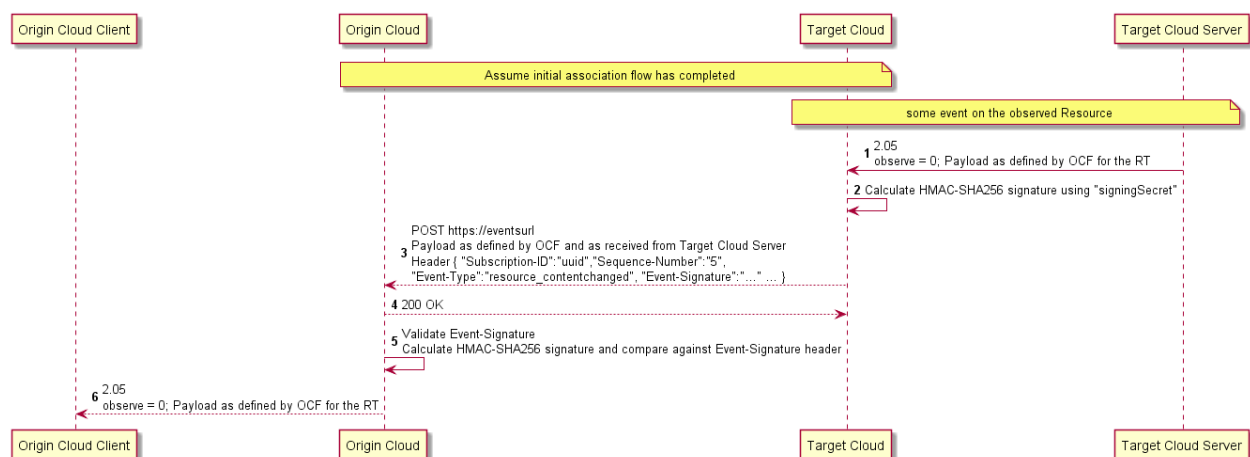 Origin Cloud Client
Origin Cloud
Target Cloud
Target Cloud Server
Assume initial association flow has completed
some event on the observed Resource
1 2.05
observe = 0; Payload as defined by OCF for the RT
2 Calculate HMAC-SHA256 signature using "signingSecret"
POST https://eventsurl
3 Payload as defined by OCF and as received from Target Cloud Server
Header { "Subscription-ID":"uuid","Sequence-Number":"5",
"Event-Type":"resource_contentchanged", "Event-Signature":"..." ... }
4 200 OK
5 Validate Event-Signature
Calculate HMAC-SHA256 signature and compare against Event-Signature header
6 2.05
observe = 0; Payload as defined by OCF for the RT
Origin Cloud Client
Origin Cloud
Target Cloud
Target Cloud Server